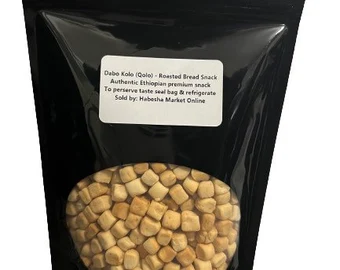 Dabo Kolo (Qolo) - Roasted Bread Snack
Authentic Ethiopian premium snack
To perserve taste seal bag & refrigerate
Sold by: Habesha Market Online